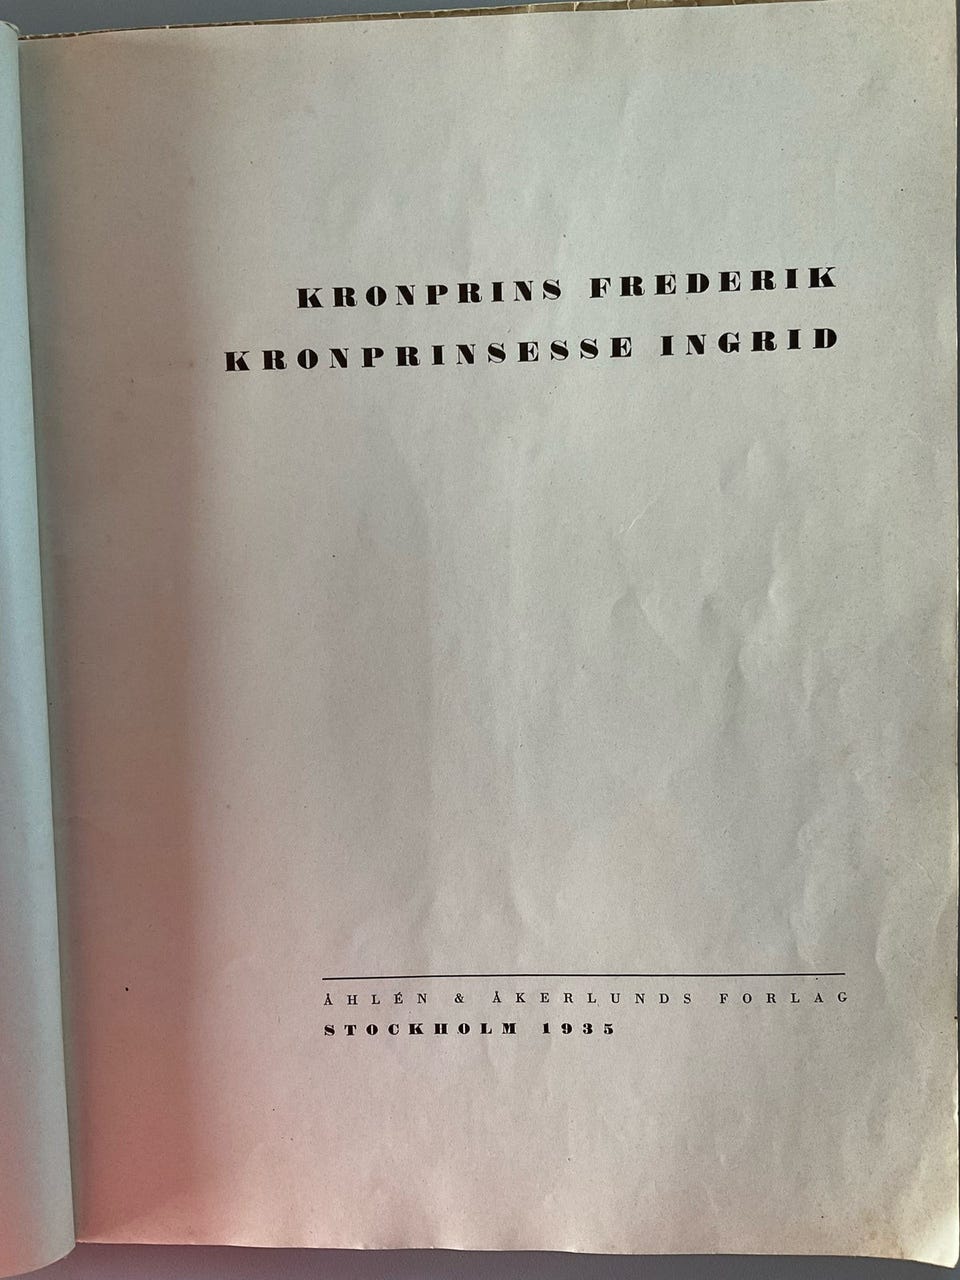 KRONPRINS FREDERIK
KRONPRINSESSE INGRID
ÅHLÉN & ÅKERLUNDS FORLAG
STOCKHOLM 1935